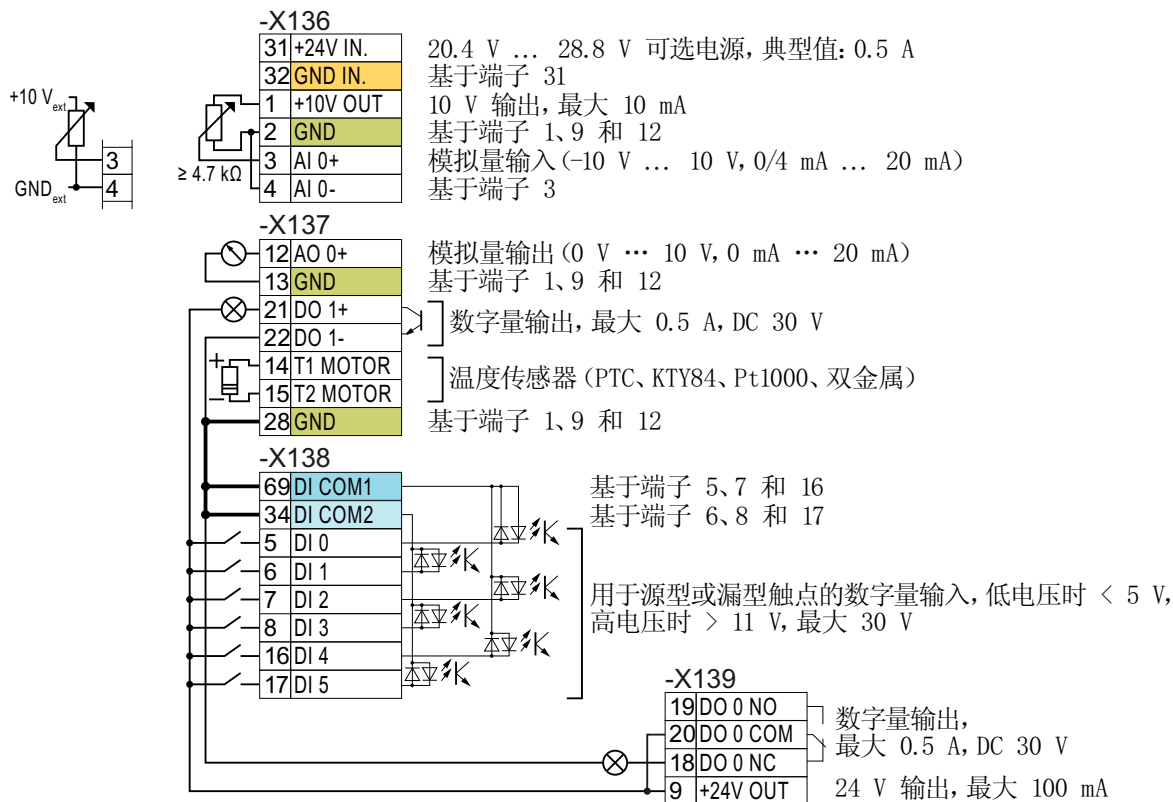 -X136
31 +24V IN. 20.4 V ... 28.8 V 可选电源,典型值: 0.5 A
32 GND IN. 基于端子 31
+10 Vext
1 +10V OUT 10 V 输出,最大 10 mA
2 GND 基于端子 1、9 和 12
3
3 AI 0+ 模拟量输入(-10 V ... 10 V, 0/4 mA ... 20 mA)
≥ 4.7 kΩ
GNDext 4
4 AI 0- 基于端子 3
-X137
12 AO 0+ 模拟量输出(0 V … 10 V, 0 mA … 20 mA)
13 GND 基于端子 1、9 和 12
21 DO 1+
数字量输出,最大 0.5 A, DC 30 V
22 DO 1-
+
14 T1 MOTOR
温度传感器(PTC、KTY84、Pt1000、双金属)
−
15 T2 MOTOR
28 GND 基于端子 1、9 和 12
-X138
69 DI COM1 基于端子 5、7 和 16
34 DI COM2 基于端子 6、8 和 17
5 DI 0
6 DI 1
7 DI 2
用于源型或漏型触点的数字量输入,低电压时 < 5 V,
8 DI 3
高电压时 > 11 V, 最大 30 V
16 DI 4
17 DI 5
-X139
19 DO 0 NO
数字量输出,
20 DO 0 COM
最大 0.5 A, DC 30 V
18 DO 0 NC
9 +24V OUT 24 V 输出,最大 100 mA